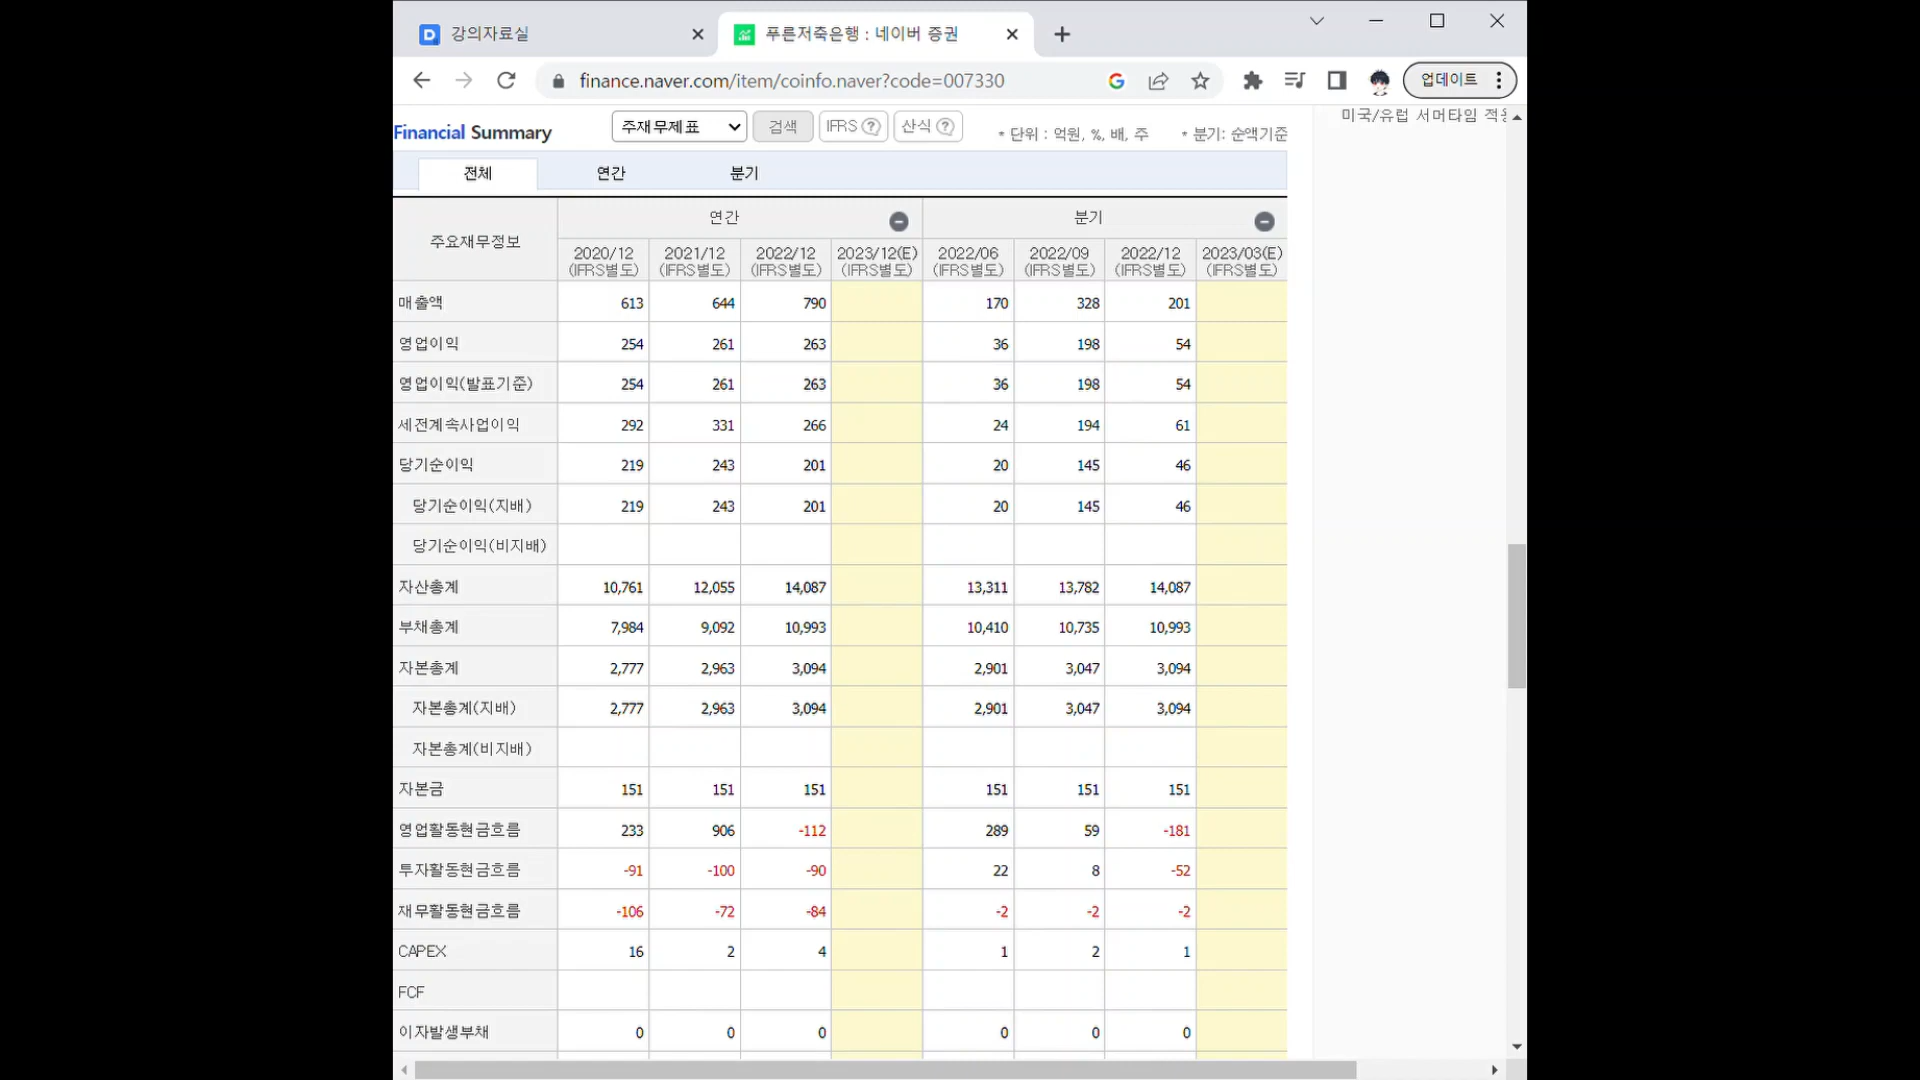 강의자료실
푸른저축은행 : 네이버 증권
finance.naver.com/item/coinfo.naver?code=007330
업데이트
Financial Summary
주재무제표
검색
IFRS ?
산식 ?
* 단위 : 억원, %, 배, 주
* 분기: 순액기준
미국/유럽 서머타임 적용
전체 연간 분기
주요재무정보 연간 분기
2020/12 2021/12 2022/12 2023/12(E) 2022/06 2022/09 2022/12 2023/03(E)
(IFRS별도) (IFRS별도) (IFRS별도) (IFRS별도) (IFRS별도) (IFRS별도) (IFRS별도) (IFRS별도)
매출액 613 644 790 170 328 201
영업이익 254 261 263 36 198 54
영업이익(발표기준) 254 261 263 36 198 54
세전계속사업이익 292 331 266 24 194 61
당기순이익 219 243 201 20 145 46
당기순이익(지배) 219 243 201 20 145 46
당기순이익(비지배)
자산총계 10,761 12,055 14,087 13,311 13,782 14,087
부채총계 7,984 9,092 10,993 10,410 10,735 10,993
자본총계 2,777 2,963 3,094 2,901 3,047 3,094
자본총계(지배) 2,777 2,963 3,094 2,901 3,047 3,094
자본총계(비지배)
자본금 151 151 151 151 151 151
영업활동현금흐름 233 906 -112 289 59 -181
투자활동현금흐름 -91 -100 -90 22 8 -52
재무활동현금흐름 -106 -72 -84 -2 -2 -2
CAPEX 16 2 4 1 2 1
FCF
이자발생부채 0 0 0 0 0 0